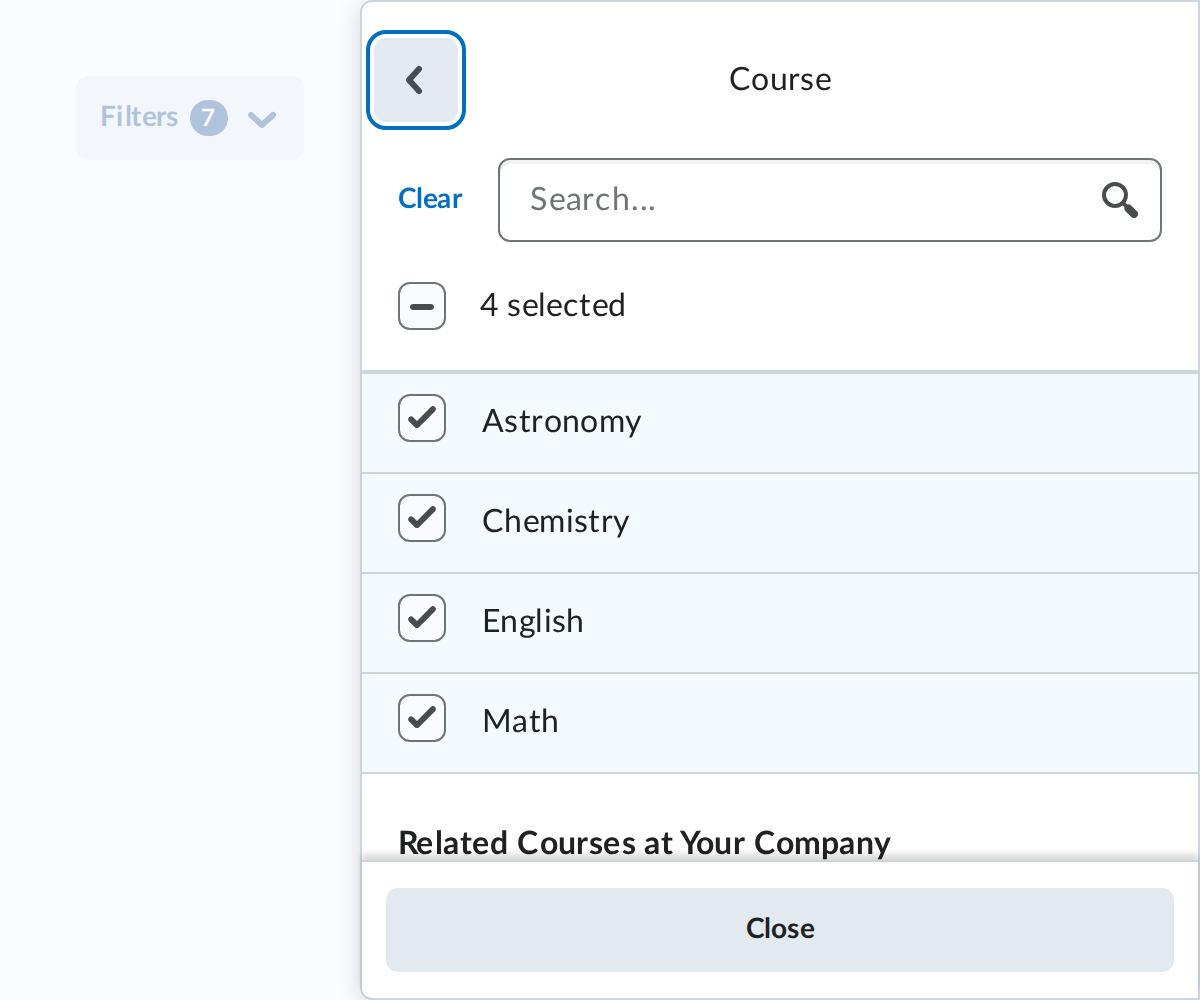 Filters 7
Course
Clear
Search...
4 selected
Astronomy
Chemistry
English
Math
Related Courses at Your Company
Close